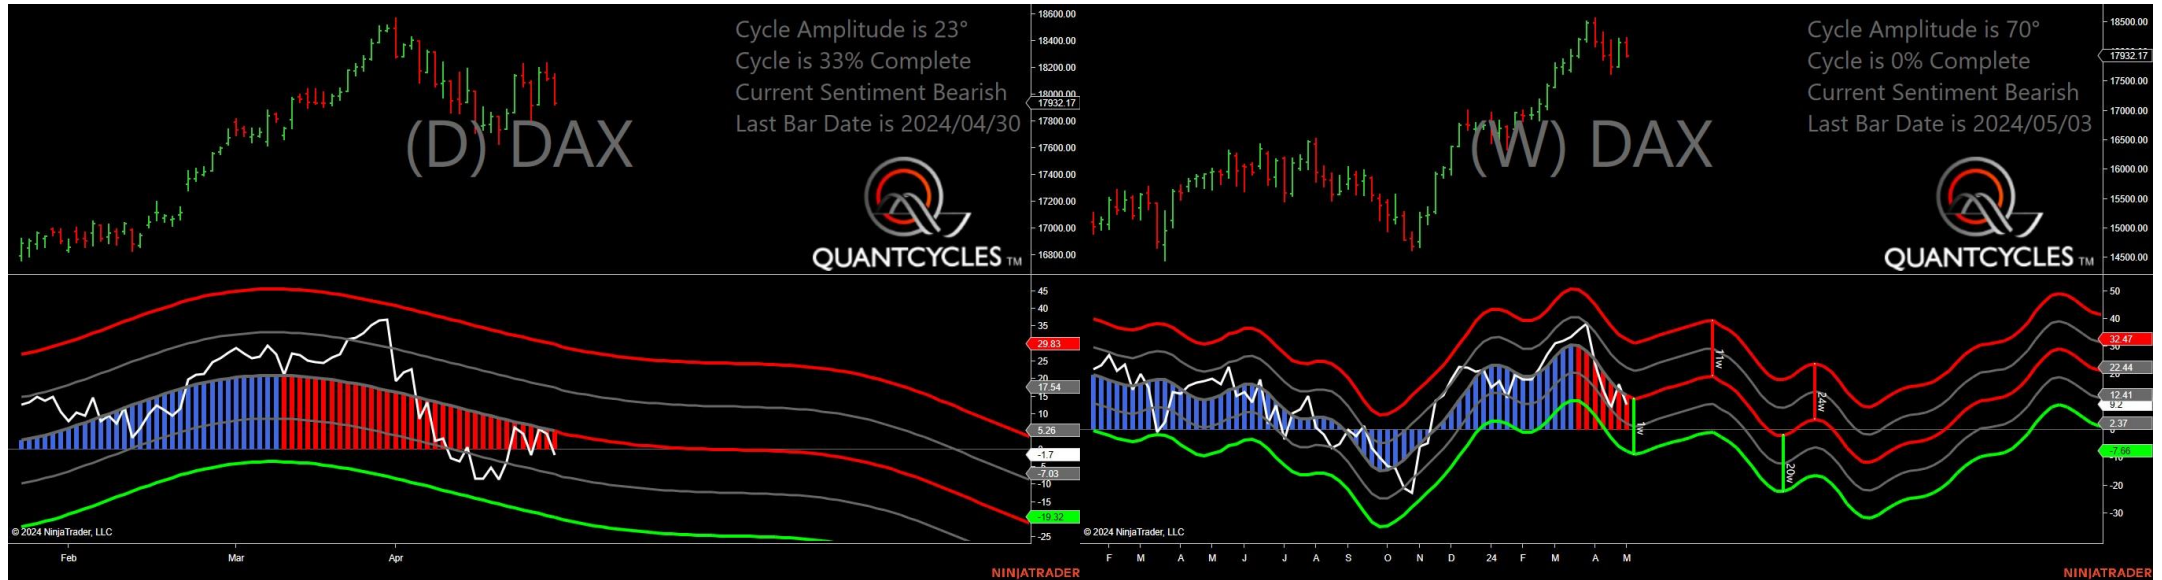 Cycle Amplitude is 23°
Cycle is 33% Complete
Current Sentiment Bearish
Last Bar Date is 2024/04/30
(D) DAX
QUANTCYCLES TM
18600.00
18400.00
18200.00
18000.00
17932.17
17800.00
17600.00
17400.00
17200.00
17000.00
16800.00
45
40
35
29.83
25
17.54
15
10
5.26
-1.7
-7.03
-10
-15
-19.32
-25
© 2024 NinjaTrader, LLC
Feb Mar Apr
NINJATRADER
Cycle Amplitude is 70°
Cycle is 0% Complete
Current Sentiment Bearish
Last Bar Date is 2024/05/03
(W) DAX
QUANTCYCLES TM
18500.00
17932.17
17500.00
17000.00
16500.00
16000.00
15500.00
15000.00
14500.00
50
40
32.47
22.44
12.41
9.2
2.37
-7.66
-20
-30
11w
24w
1w
20w
© 2024 NinjaTrader, LLC
F M A M J J A S O N D 24 F M A M
NINJATRADER